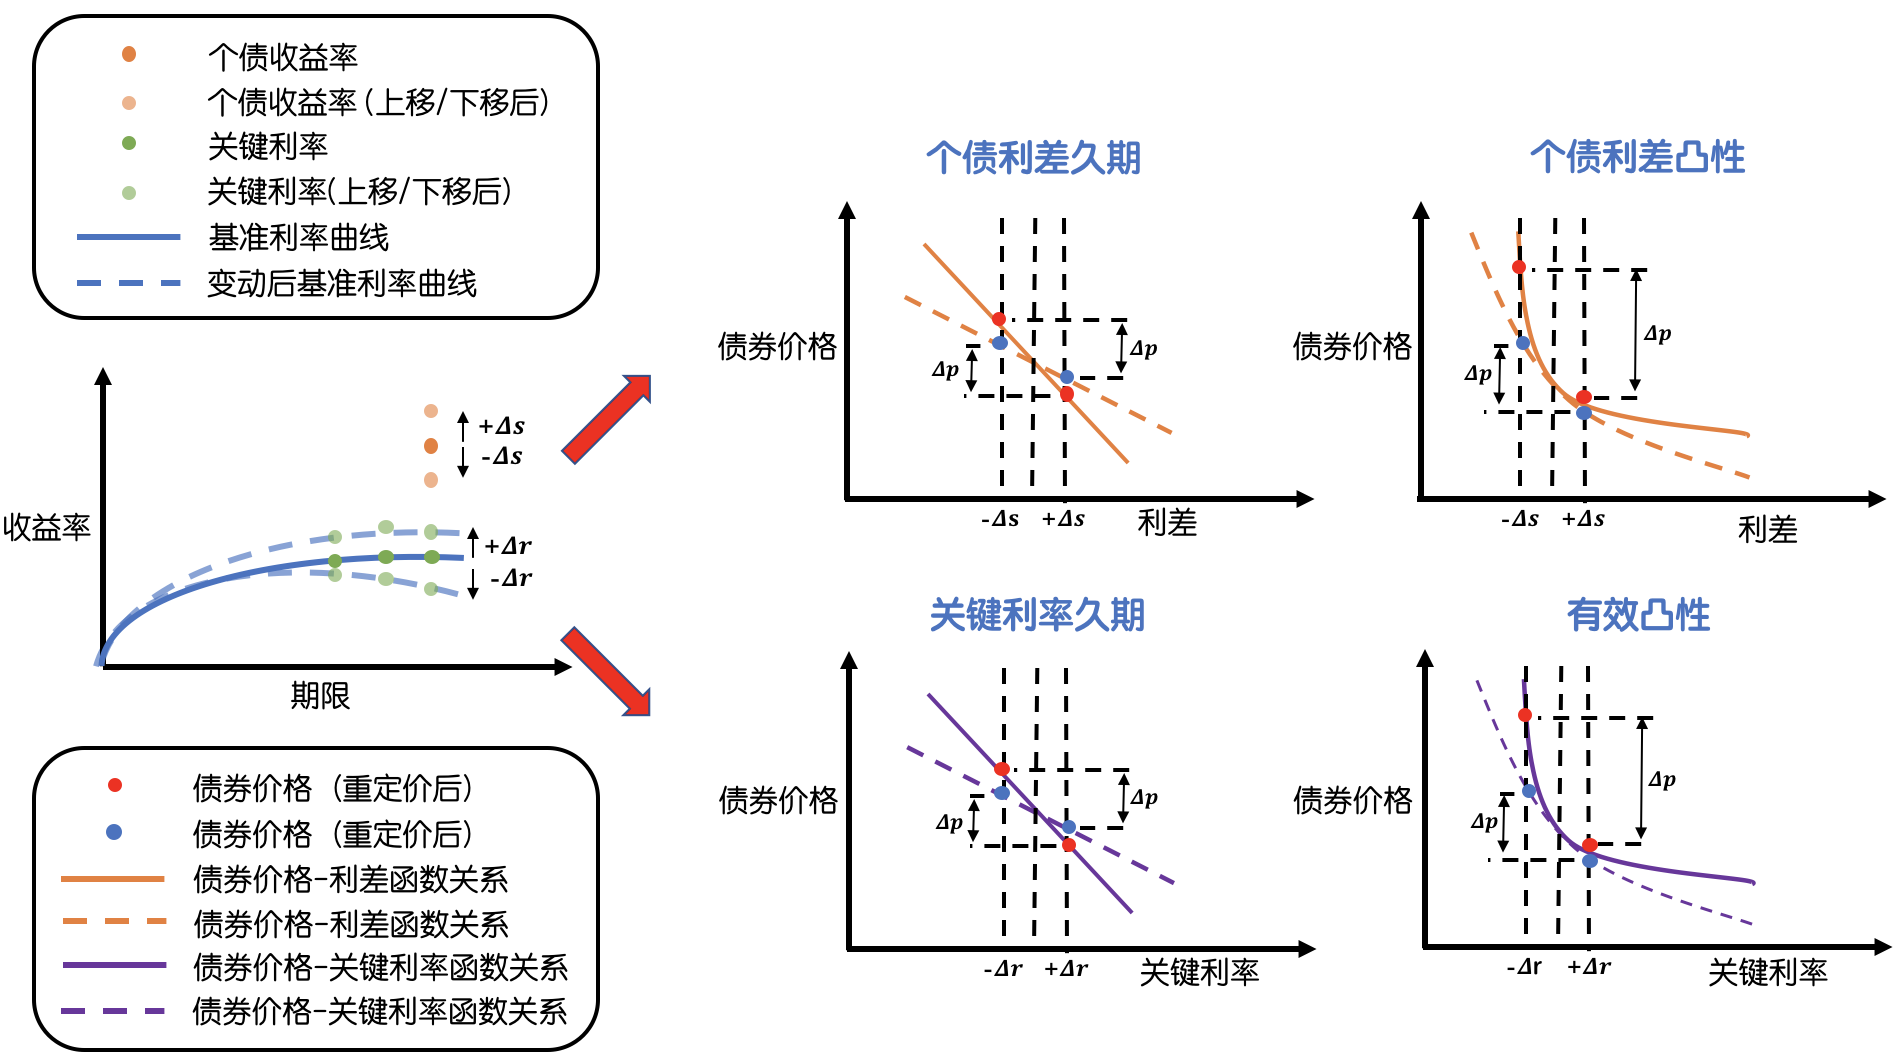 个债收益率
个债收益率(上移/下移后)
关键利率
关键利率(上移/下移后)
基准利率曲线
变动后基准利率曲线
收益率
+Δs
-Δs
+Δr
-Δr
期限
债券价格（重定价后）
债券价格（重定价后）
债券价格-利差函数关系
债券价格-利差函数关系
债券价格-关键利率函数关系
债券价格-关键利率函数关系
个债利差久期
债券价格
Δp
Δp
-Δs +Δs
利差
个债利差凸性
债券价格
Δp
Δp
-Δs +Δs
利差
关键利率久期
债券价格
Δp
Δp
-Δr +Δr
关键利率
有效凸性
债券价格
Δp
Δp
-Δr +Δr
关键利率